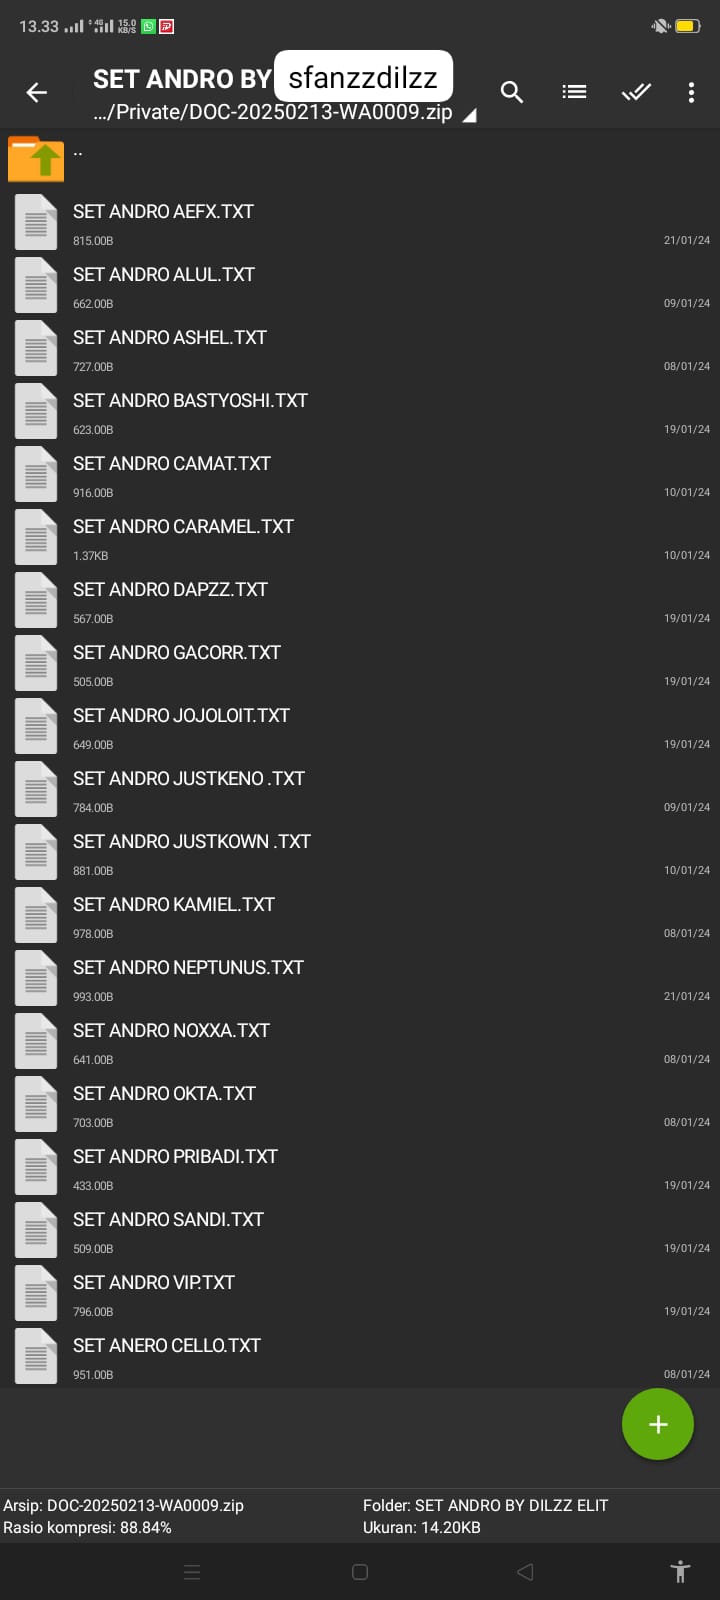 13.33
4G
15.0
KB/S
SET ANDRO BY
sfanzzdilzz
.../Private/DOC-20250213-WA0009.zip
..
SET ANDRO AEFX.TXT
815.00B
21/01/24
SET ANDRO ALUL.TXT
662.00B
09/01/24
SET ANDRO ASHEL.TXT
727.00B
08/01/24
SET ANDRO BASTYOSHI.TXT
623.00B
19/01/24
SET ANDRO CAMAT.TXT
916.00B
10/01/24
SET ANDRO CARAMEL.TXT
1.37KB
10/01/24
SET ANDRO DAPZZ.TXT
567.00B
19/01/24
SET ANDRO GACORR.TXT
505.00B
19/01/24
SET ANDRO JOJOLOIT.TXT
649.00B
19/01/24
SET ANDRO JUSTKENO .TXT
784.00B
09/01/24
SET ANDRO JUSTKOWN .TXT
881.00B
10/01/24
SET ANDRO KAMIEL.TXT
978.00B
08/01/24
SET ANDRO NEPTUNUS.TXT
993.00B
21/01/24
SET ANDRO NOXXA.TXT
641.00B
08/01/24
SET ANDRO OKTA.TXT
703.00B
08/01/24
SET ANDRO PRIBADI.TXT
433.00B
19/01/24
SET ANDRO SANDI.TXT
509.00B
19/01/24
SET ANDRO VIP.TXT
796.00B
19/01/24
SET ANERO CELLO.TXT
951.00B
08/01/24
Arsip: DOC-20250213-WA0009.zip
Rasio kompresi: 88.84%
Folder: SET ANDRO BY DILZZ ELIT
Ukuran: 14.20KB